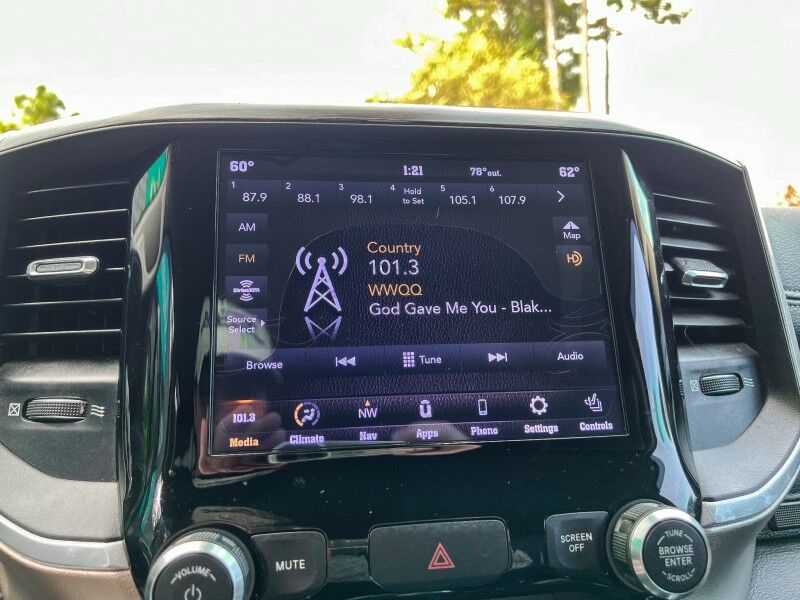 60° 1:21 78° out. 62°
1 87.9 2 88.1 3 98.1 4 Hold to Set 5 105.1 6 107.9 >
AM
Map
FM
HD
Country
101.3
WWQQ
God Gave Me You - Blak...
SiriusXM
Source
Select
Browse Tune Audio
101.3 NW
Media Climate Nav Apps Phone Settings Controls
VOLUME
MUTE
SCREEN
OFF
TUNE
BROWSE
ENTER
SCROLL